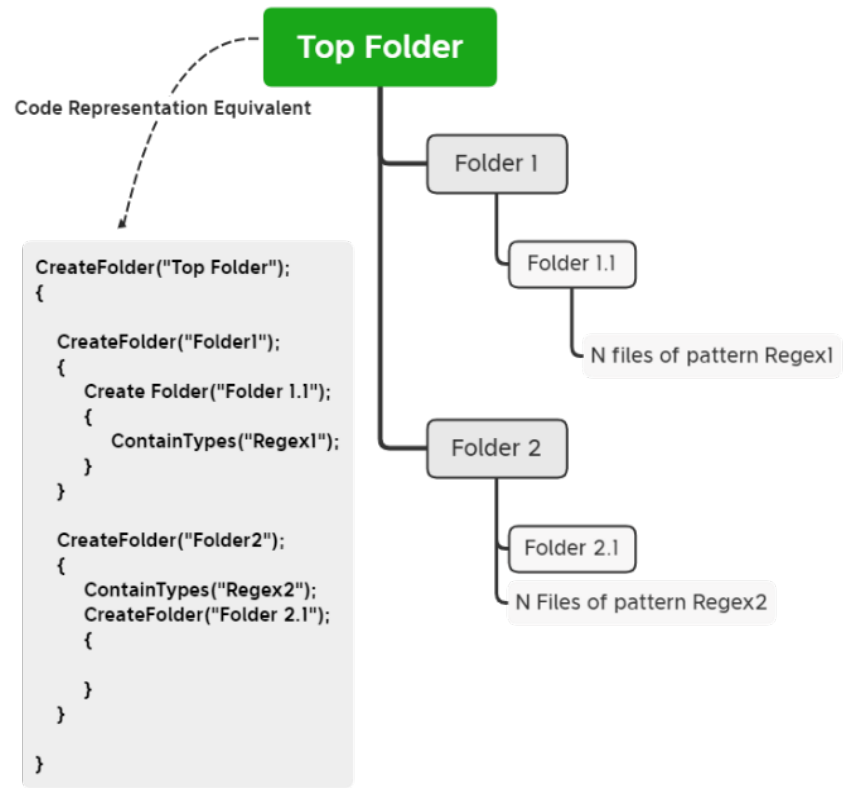 Top Folder
Code Representation Equivalent
Folder 1
Folder 1.1
N files of pattern Regex1
Folder 2
Folder 2.1
N Files of pattern Regex2
CreateFolder("Top Folder");
{
CreateFolder("Folder1");
{
Create Folder("Folder 1.1");
{
ContainTypes("Regex1");
}
}
CreateFolder("Folder2");
{
ContainTypes("Regex2");
CreateFolder("Folder 2.1");
{
}
}
}